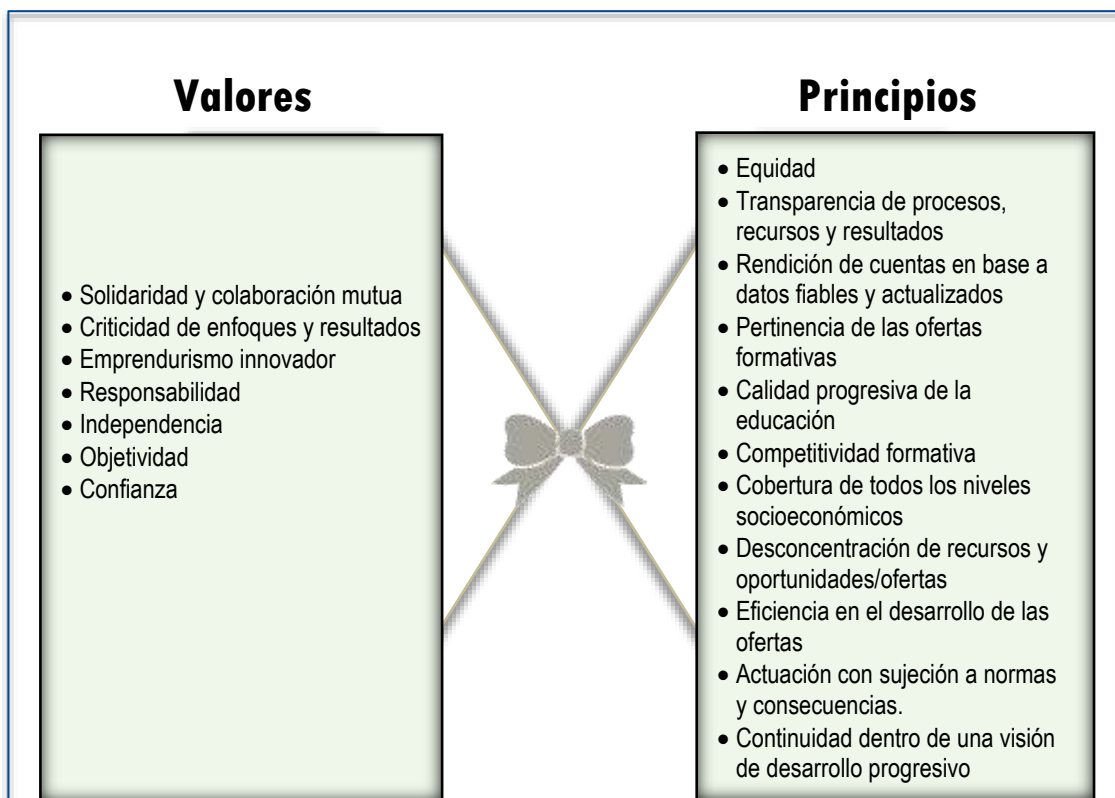 Valores
• Solidaridad y colaboración mutua
• Criticidad de enfoques y resultados
• Emprendurismo innovador
• Responsabilidad
• Independencia
• Objetividad
• Confianza
Principios
• Equidad
• Transparencia de procesos,
recursos y resultados
• Rendición de cuentas en base a
datos fiables y actualizados
• Pertinencia de las ofertas
formativas
• Calidad progresiva de la
educación
• Competitividad formativa
• Cobertura de todos los niveles
socioeconómicos
• Desconcentración de recursos y
oportunidades/ofertas
• Eficiencia en el desarrollo de las
ofertas
• Actuación con sujeción a normas
y consecuencias.
• Continuidad dentro de una visión
de desarrollo progresivo